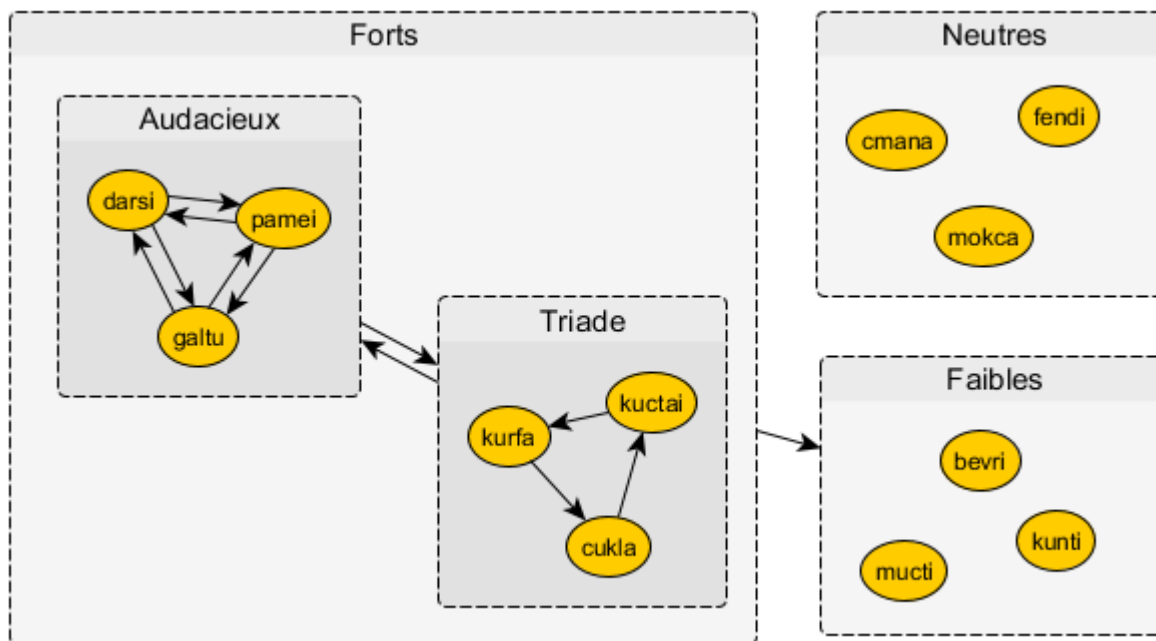 Forts
Audacieux
darsi
pamei
galtu
Triade
kuctai
kurfa
cukla
Neutres
fendi
cmana
mokca
Faibles
bevri
kunti
mucti